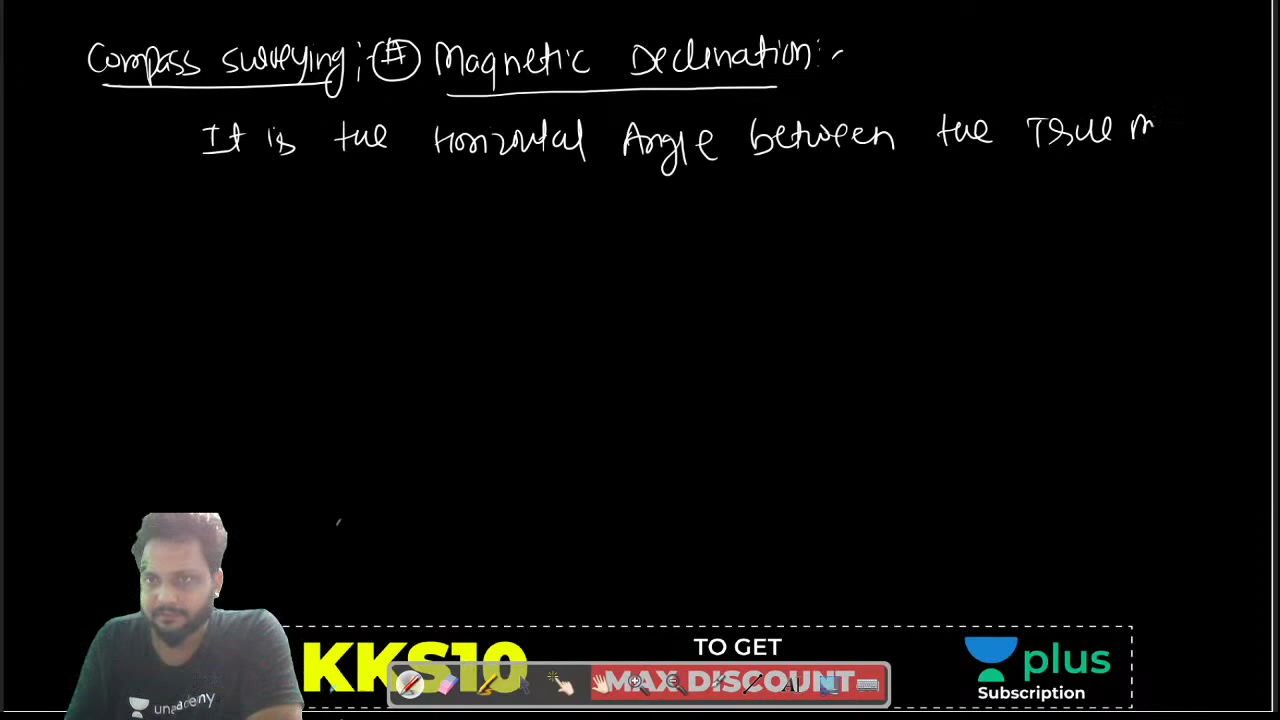 Compass surveying; # Magnetic Declination:-
It is the Horizontal Angle between the True M
unacademy
KKS10
TO GET
MAX DISCOUNT
plus
Subscription